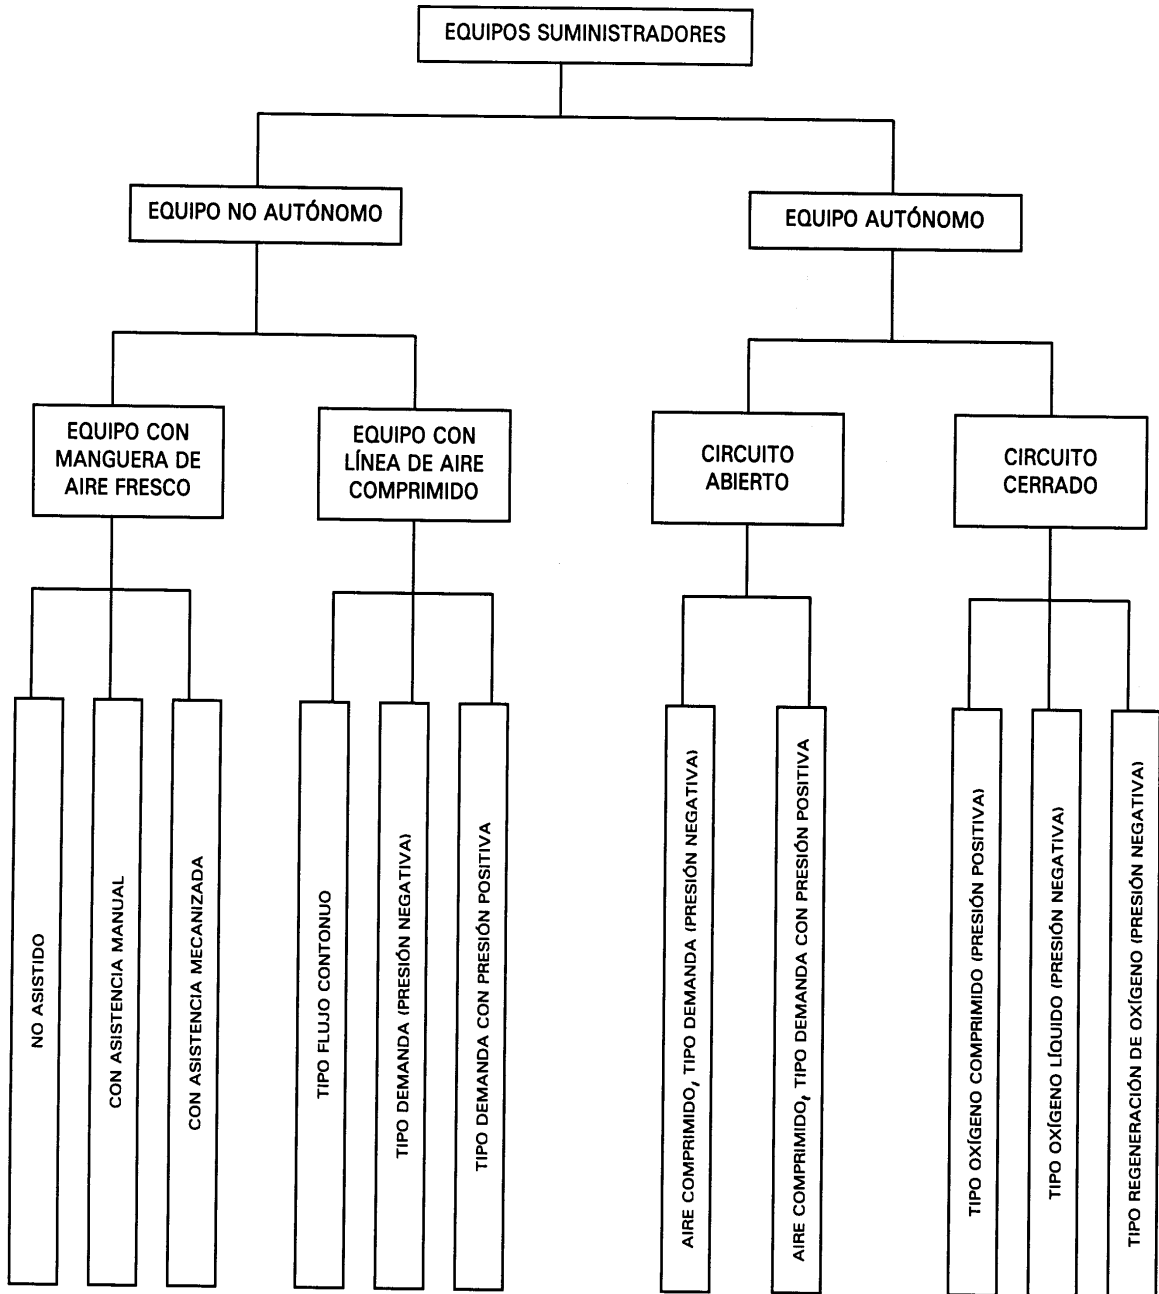 EQUIPOS SUMINISTRADORES
EQUIPO NO AUTÓNOMO
EQUIPO AUTÓNOMO
EQUIPO CON
MANGUERA DE
AIRE FRESCO
EQUIPO CON
LÍNEA DE AIRE
COMPRIMIDO
CIRCUITO
ABIERTO
CIRCUITO
CERRADO
NO ASISTIDO
CON ASISTENCIA MANUAL
CON ASISTENCIA MECANIZADA
TIPO FLUJO CONTONUO
TIPO DEMANDA (PRESIÓN NEGATIVA)
TIPO DEMANDA CON PRESIÓN POSITIVA
AIRE COMPRIMIDO, TIPO DEMANDA (PRESIÓN NEGATIVA)
AIRE COMPRIMIDO, TIPO DEMANDA CON PRESIÓN POSITIVA
TIPO OXÍGENO COMPRIMIDO (PRESIÓN POSITIVA)
TIPO OXÍGENO LÍQUIDO (PRESIÓN NEGATIVA)
TIPO REGENERACIÓN DE OXÍGENO (PRESIÓN NEGATIVA)